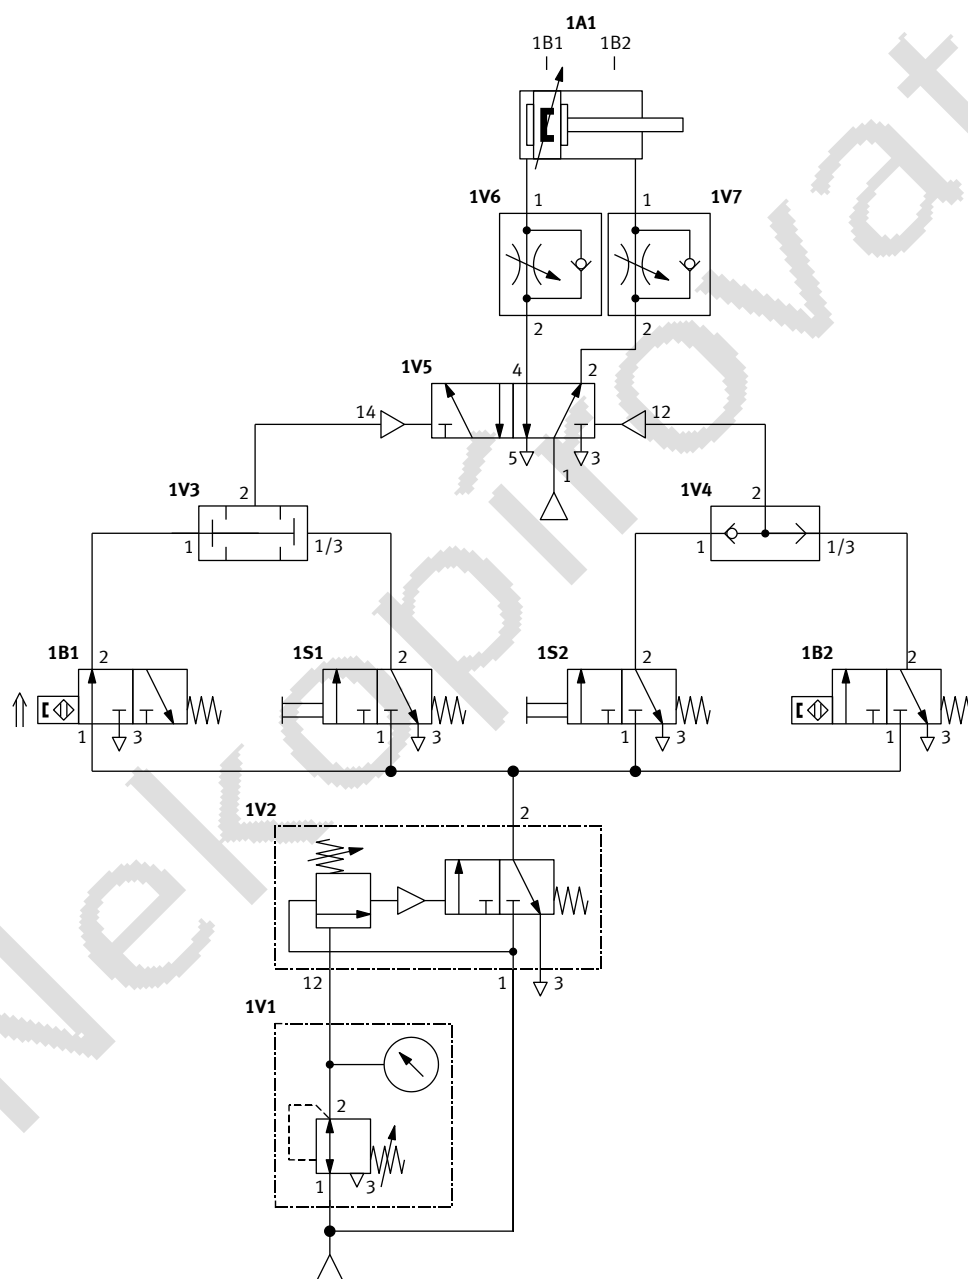 1A1
1B1 1B2
1V6 1 1 1V7
2 2
1V5 4 2
14 12
5 3
1
1V3 2 1V4 2
1 1/3 1 1/3
1B1 2 1S1 2 1S2 2 1B2 2
1 3 1 3 1 3 1 3
1V2 2
12 1 3
1V1
2
1 3
Nekopírovat